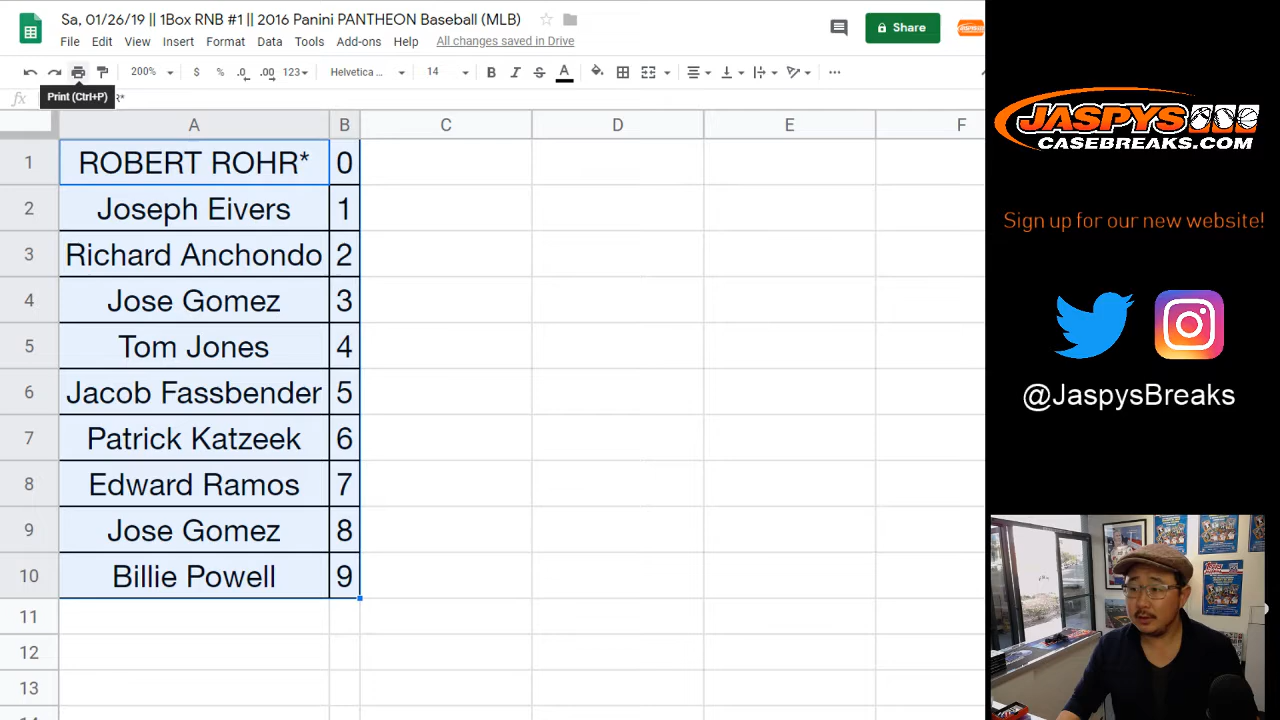 Sa, 01/26/19 || 1Box RNB #1 || 2016 Panini PANTHEON Baseball (MLB)
File Edit View Insert Format Data Tools Add-ons Help All changes saved in Drive
Share
200% $ % .0 .00 123 Helvetica ... 14 B I S A
fx Print (Ctrl+P) R*
A B C D E F
1 ROBERT ROHR* 0
2 Joseph Eivers 1
3 Richard Anchondo 2
4 Jose Gomez 3
5 Tom Jones 4
6 Jacob Fassbender 5
7 Patrick Katzeek 6
8 Edward Ramos 7
9 Jose Gomez 8
10 Billie Powell 9
11
12
13
JASPYS
CASEBREAKS.COM
Sign up for our new website!
@JaspysBreaks
Topps